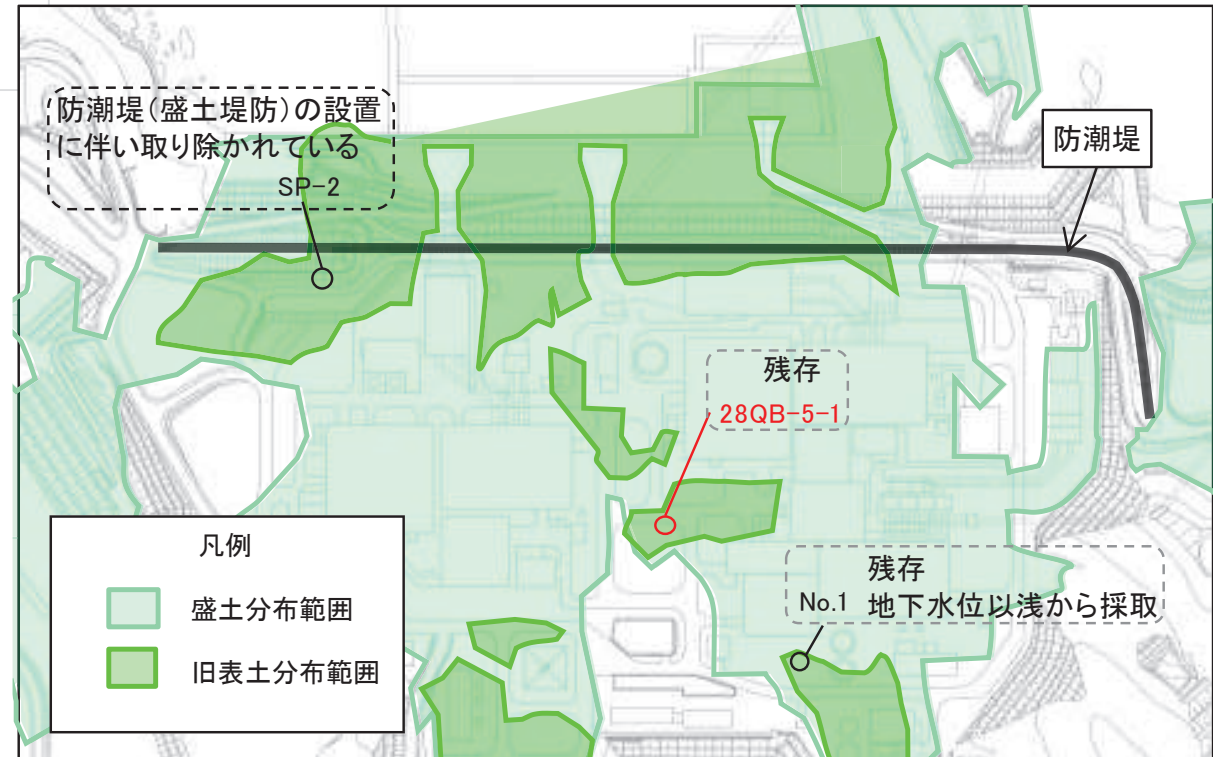 防潮堤(盛土堤防)の設置
に伴い取り除かれている
SP-2
防潮堤
残存
28QB-5-1
残存
No.1 地下水位以浅から採取
凡例
盛土分布範囲
旧表土分布範囲